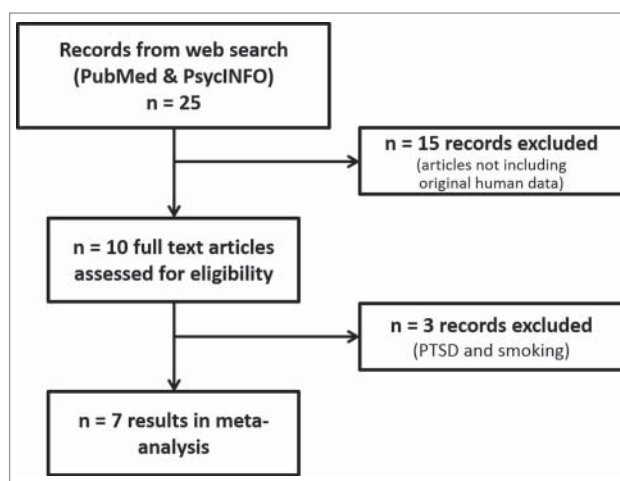 Records from web search
(PubMed & PsycINFO)
n = 25
n = 15 records excluded
(articles not including
original human data)
n = 10 full text articles
assessed for eligibility
n = 3 records excluded
(PTSD and smoking)
n = 7 results in meta-
analysis